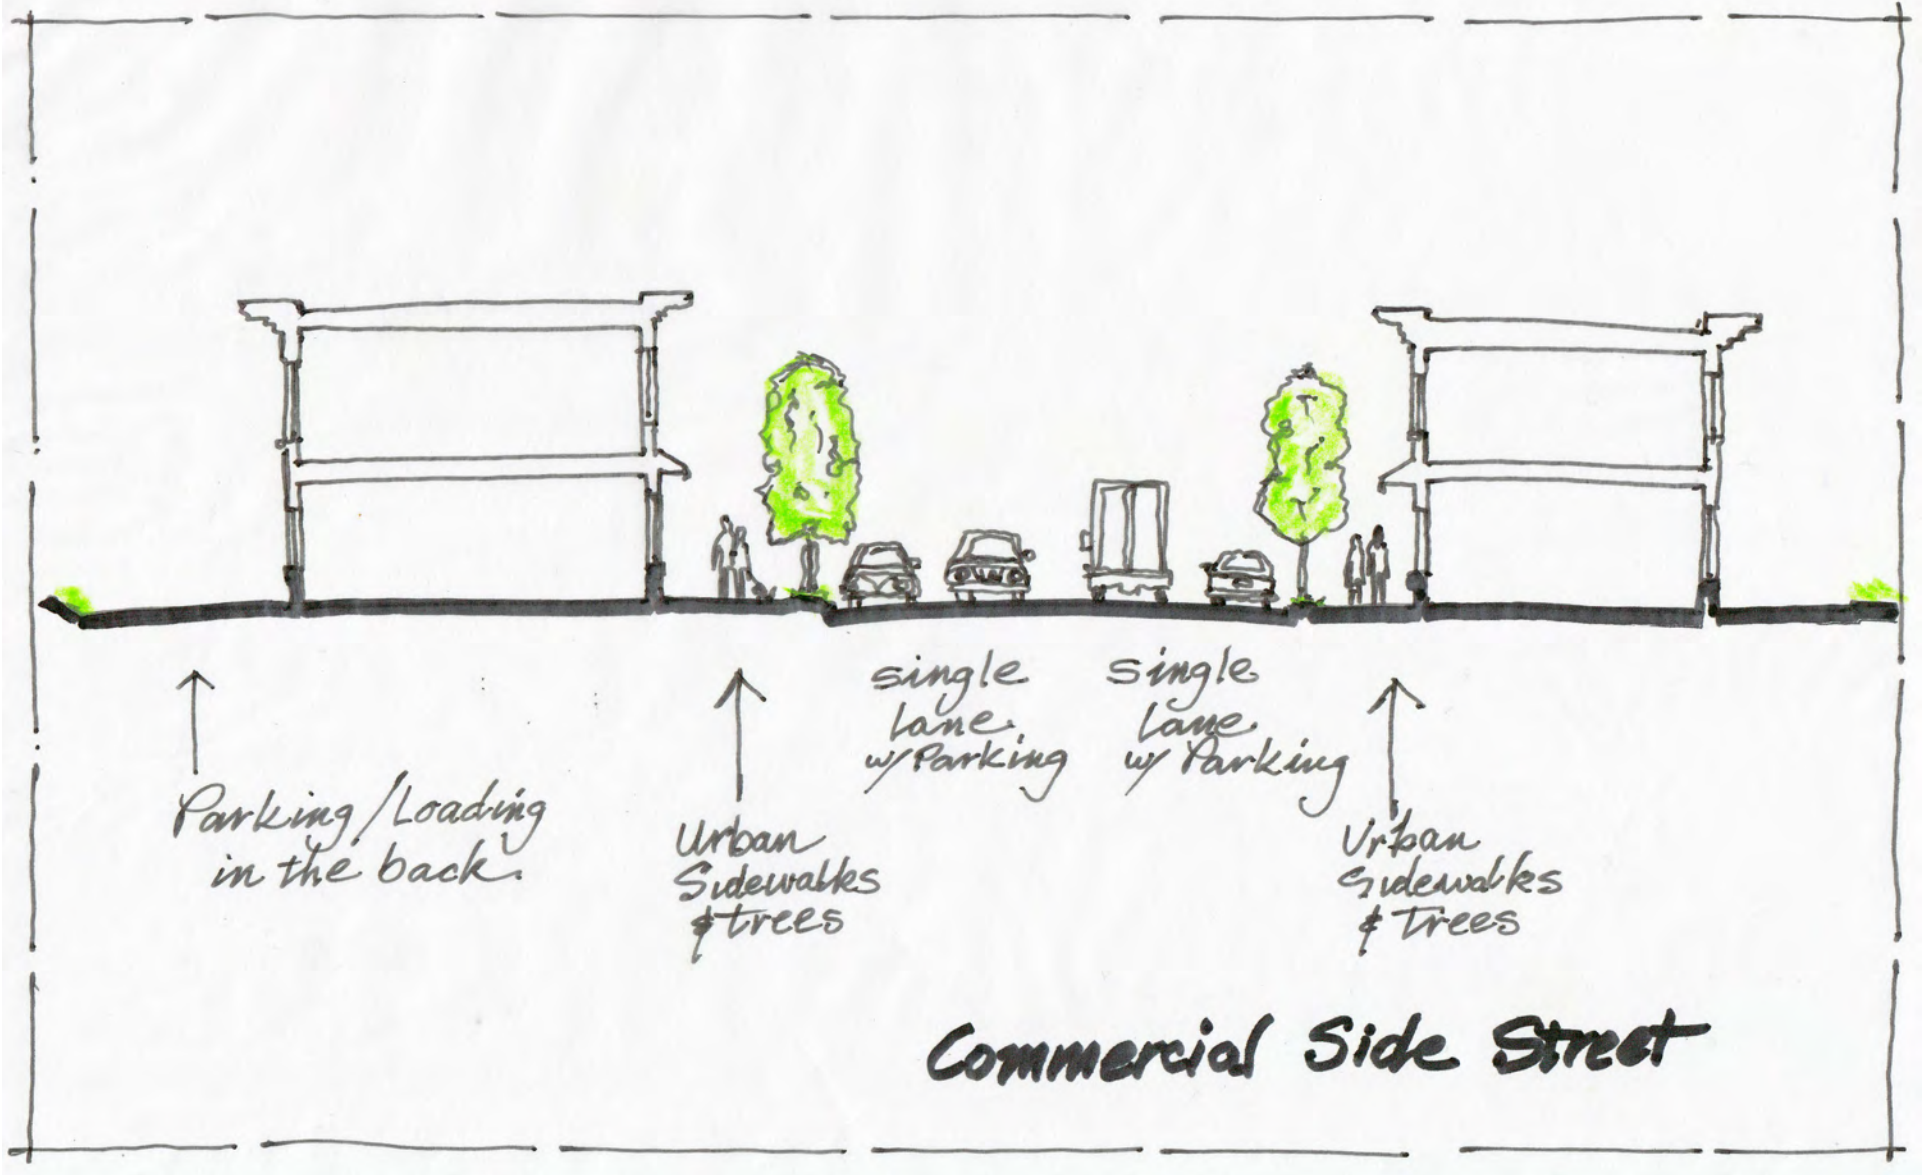 single
Lane
w/Parking
single
Lane
w/ Parking
Parking/Loading
in the back.
Urban
Sidewalks
& trees
Urban
Sidewalks
& Trees
Commercial Side Street